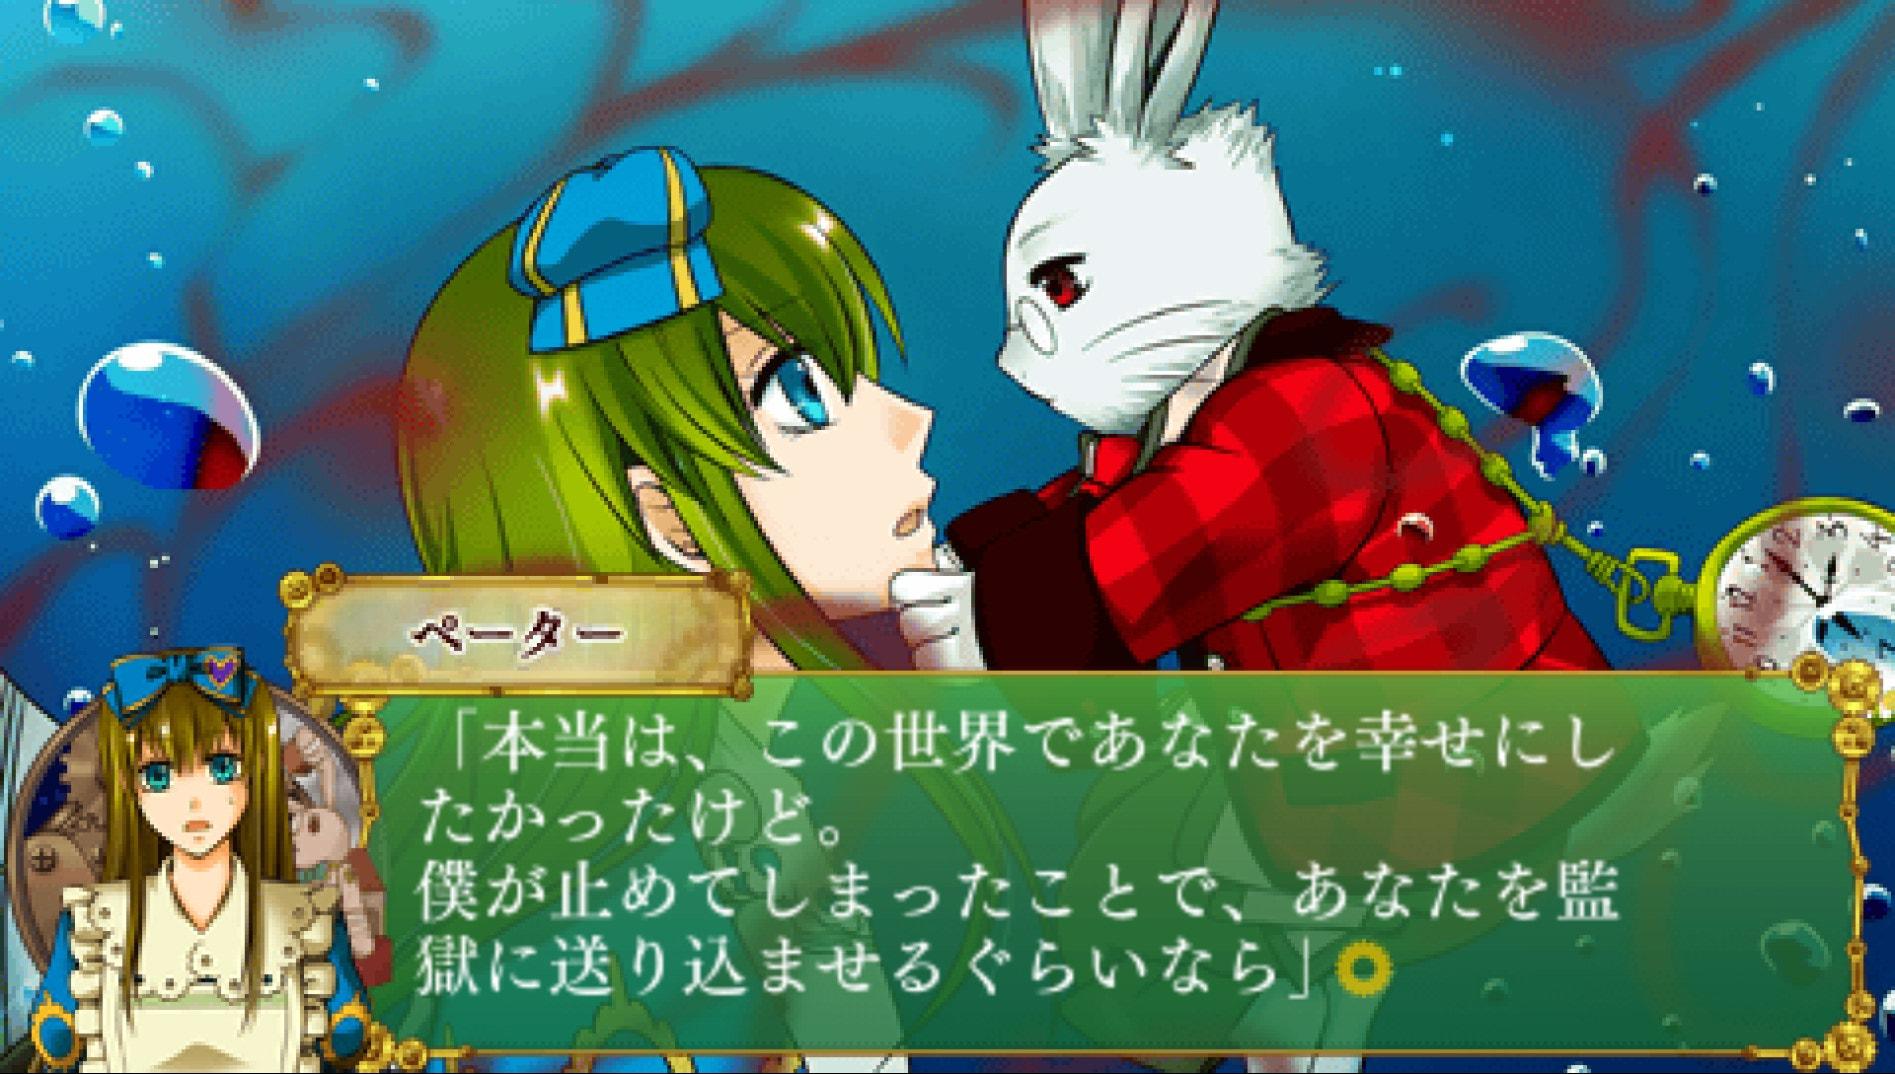 ペーター
「本当は、この世界であなたを幸せにし
たかったけど。
僕が止めてしまったことで、あなたを監
獄に送り込ませるぐらいなら」